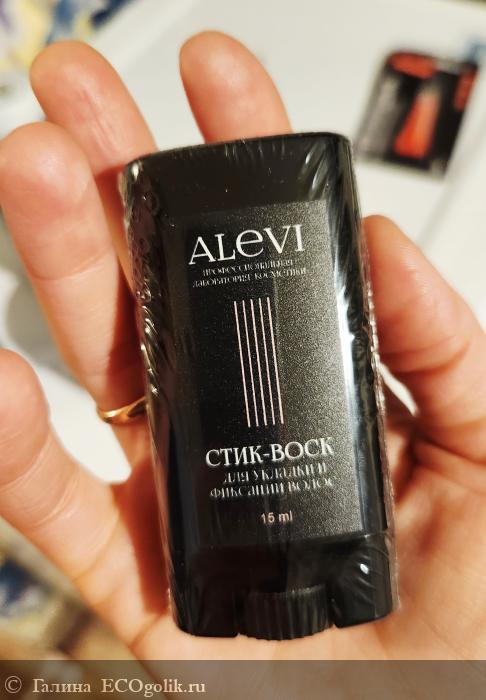 ALeVI
ПРОФЕССИОНАЛЬНАЯ
ЛАБОРАТОРИЯ КОСМЕТИКИ
СТИК-ВОСК
ДЛЯ УКЛАДКИ И
ФИКСАЦИИ ВОЛОС
15 ml
© Галина ECOgolik.ru